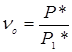 ν₀ = P* / P₁*